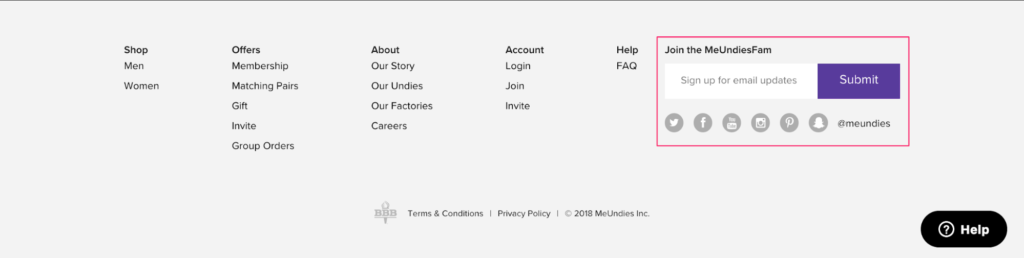 Shop
Men
Women
Offers
Membership
Matching Pairs
Gift
Invite
Group Orders
About
Our Story
Our Undies
Our Factories
Careers
Account
Login
Join
Invite
Help
FAQ
Join the MeUndiesFam
Sign up for email updates
Submit
You Tube
@meundies
BBB
Terms & Conditions | Privacy Policy | © 2018 MeUndies Inc.
Help